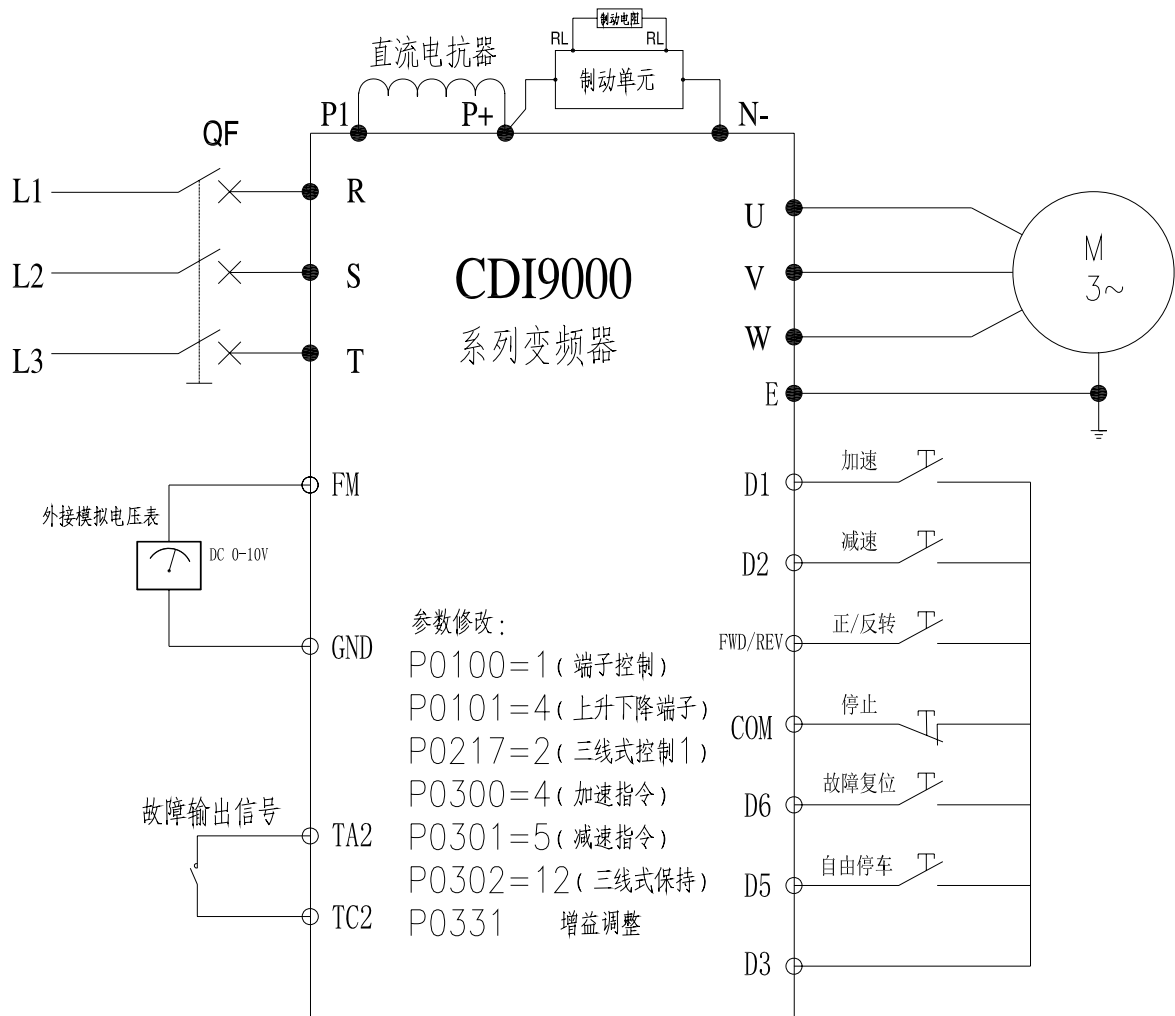 制动电阻
RL RL
直流电抗器
制动单元
P1 P+ N-
QF
L1 R
U
M
3~
L2 S
CDI9000
V
系列变频器
W
L3 T
E
FM
加速
D1
外接模拟电压表
DC 0-10V
减速
D2
参数修改:
正/反转
FWD/REV
GND
P0100=1(端子控制)
P0101=4(上升下降端子)
停止
COM
P0217=2(三线式控制1)
P0300=4(加速指令)
故障复位
D6
故障输出信号
TA2
P0301=5(减速指令)
自由停车
D5
P0302=12(三线式保持)
TC2
P0331 增益调整
D3